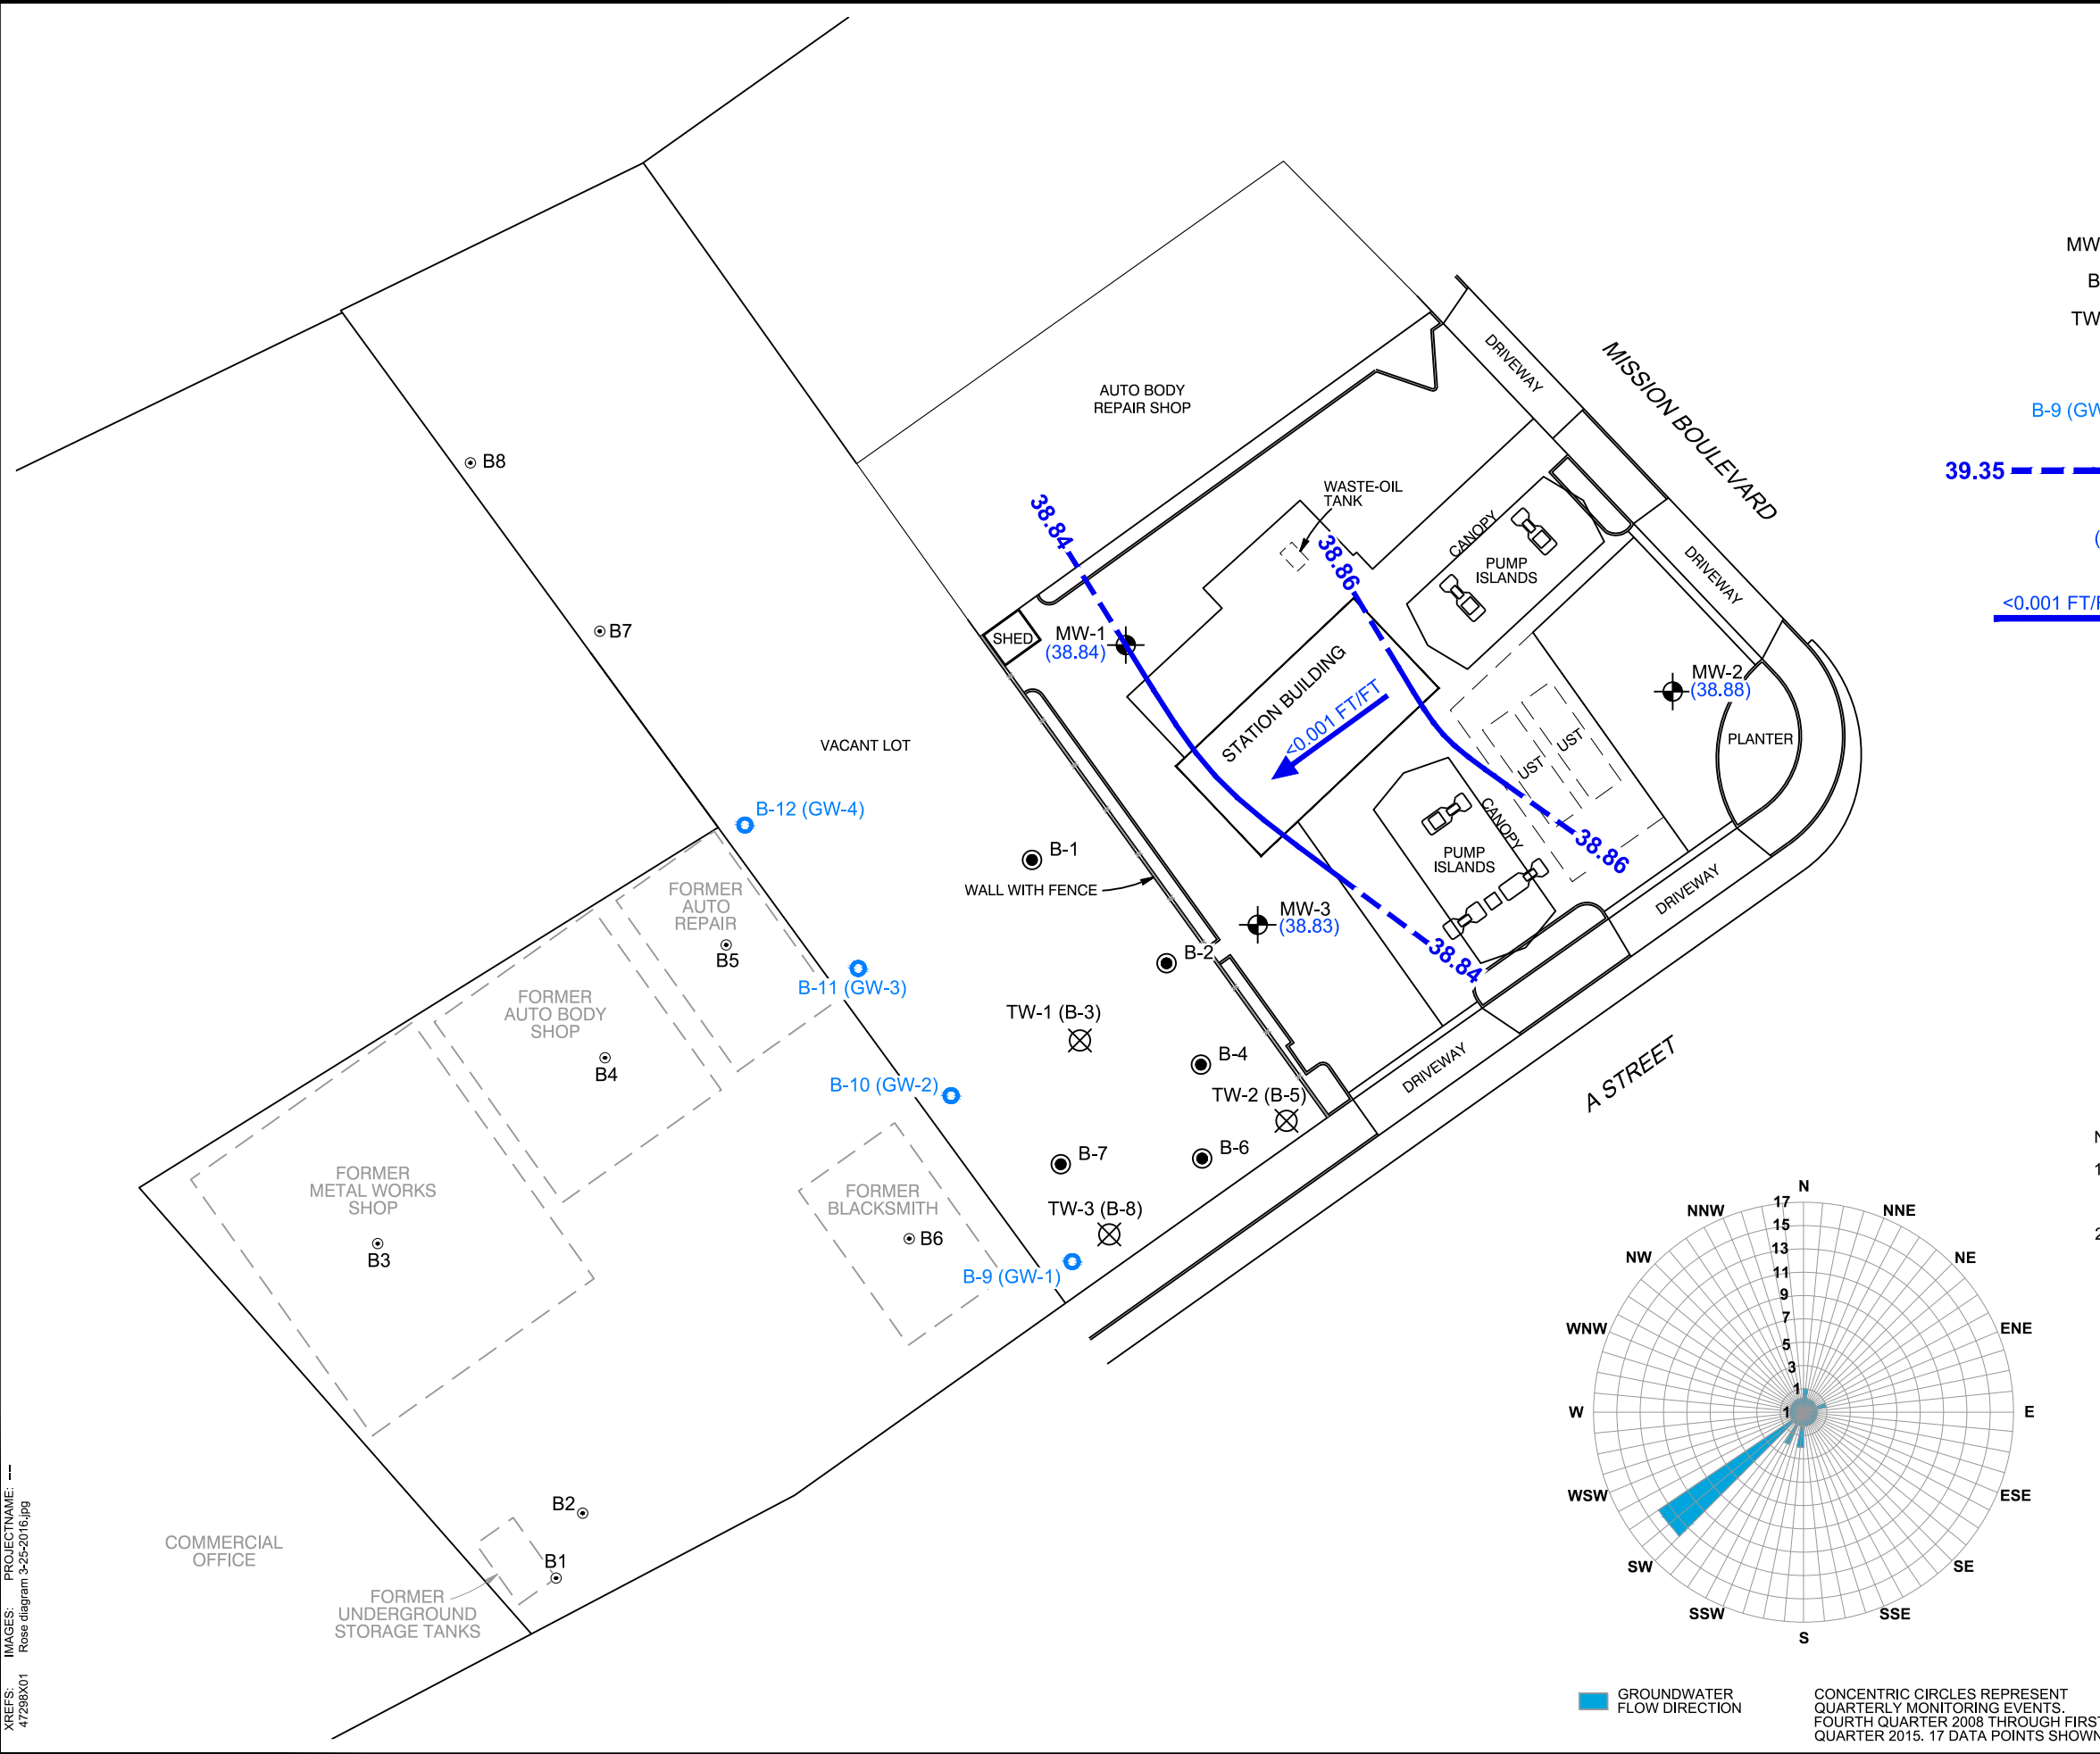 MW
B
TW
B-9 (GW
39.35
(
<0.001 FT/F
MISSION BOULEVARD
DRIVEWAY
AUTO BODY
REPAIR SHOP
B8
WASTE-OIL
TANK
CANOPY
PUMP
ISLANDS
38.84
38.86
DRIVEWAY
B7
SHED
MW-1
(38.84)
STATION BUILDING
<0.001 FT/FT
MW-2
(38.88)
UST
UST
PLANTER
VACANT LOT
B-12 (GW-4)
B-1
WALL WITH FENCE
CANOPY
PUMP
ISLANDS
38.86
DRIVEWAY
FORMER
AUTO
REPAIR
B5
MW-3
(38.83)
38.84
B-2
B-11 (GW-3)
FORMER
AUTO BODY
SHOP
B4
TW-1 (B-3)
B-4
DRIVEWAY
A STREET
B-10 (GW-2)
TW-2 (B-5)
B-7
B-6
FORMER
METAL WORKS
SHOP
B3
FORMER
BLACKSMITH
B6
TW-3 (B-8)
B-9 (GW-1)
N
1
2
N
NNE
NE
ENE
E
ESE
SE
SSE
S
SSW
SW
WSW
W
WNW
NW
NNW
17
15
13
11
9
7
5
3
1
1
B2
B1
COMMERCIAL
OFFICE
FORMER
UNDERGROUND
STORAGE TANKS
GROUNDWATER
FLOW DIRECTION
CONCENTRIC CIRCLES REPRESENT
QUARTERLY MONITORING EVENTS.
FOURTH QUARTER 2008 THROUGH FIRST
QUARTER 2015. 17 DATA POINTS SHOWN
XREFS: IMAGES: PROJECTNAME: ---
47298X01 Rose diagram 3-25-2016.jpg